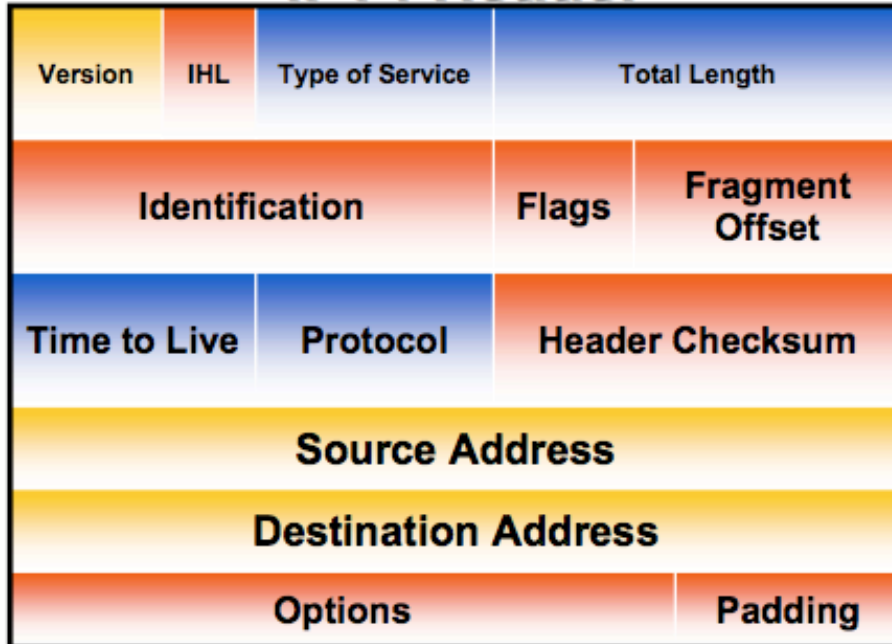 Version IHL Type of Service Total Length
Identification Flags Fragment
Offset
Time to Live Protocol Header Checksum
Source Address
Destination Address
Options Padding